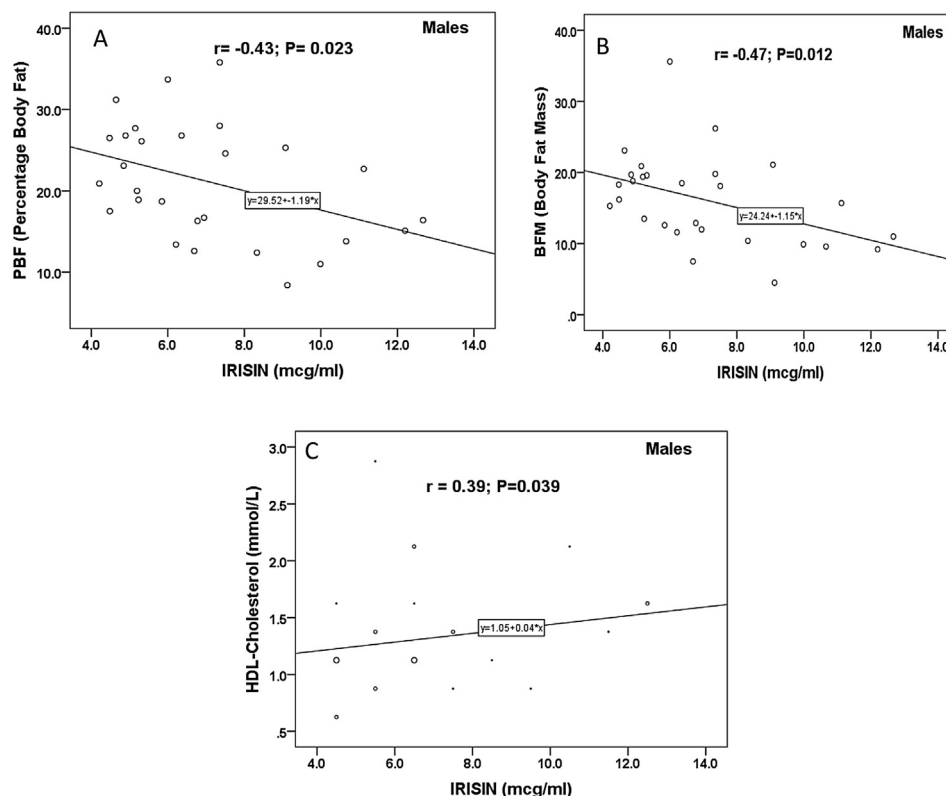 A
Males
r= -0.43; P= 0.023
PBF (Percentage Body Fat)
40.0
30.0
20.0
10.0
y=29.52+-1.19*x
4.0 6.0 8.0 10.0 12.0 14.0
IRISIN (mcg/ml)
B
Males
r= -0.47; P=0.012
BFM (Body Fat Mass)
40.0
30.0
20.0
10.0
.0
y=24.24+-1.15*x
4.0 6.0 8.0 10.0 12.0 14.0
IRISIN (mcg/ml)
C
Males
r = 0.39; P=0.039
HDL-Cholesterol (mmol/L)
3.0
2.5
2.0
1.5
1.0
.5
y=1.05+0.04*x
4.0 6.0 8.0 10.0 12.0 14.0
IRISIN (mcg/ml)